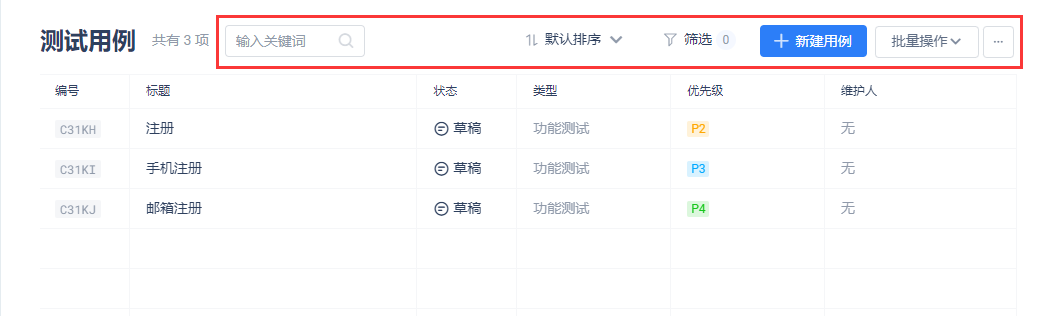 测试用例 共有 3 项 输入关键词 默认排序 筛选 0 新建用例 批量操作 ...
编号 标题 状态 类型 优先级 维护人
C31KH 注册 草稿 功能测试 P2 无
C31KI 手机注册 草稿 功能测试 P3 无
C31KJ 邮箱注册 草稿 功能测试 P4 无